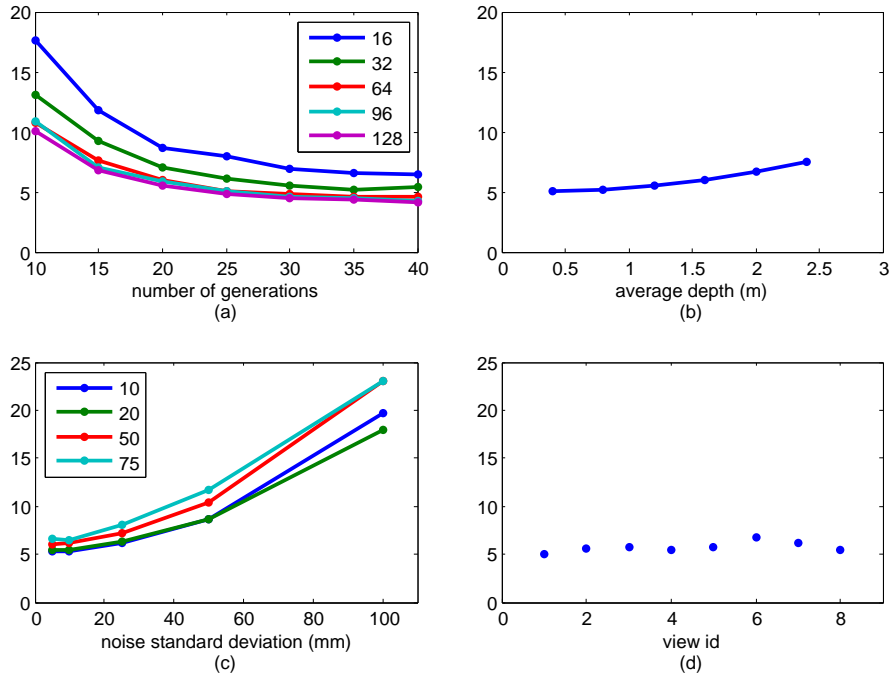 20
15
10
5
0
10 15 20 25 30 35 40
number of generations
(a)
16
32
64
96
128
20
15
10
5
0
0 0.5 1 1.5 2 2.5 3
average depth (m)
(b)
25
20
15
10
5
0
0 20 40 60 80 100
noise standard deviation (mm)
(c)
10
20
50
75
25
20
15
10
5
0
0 2 4 6 8
view id
(d)